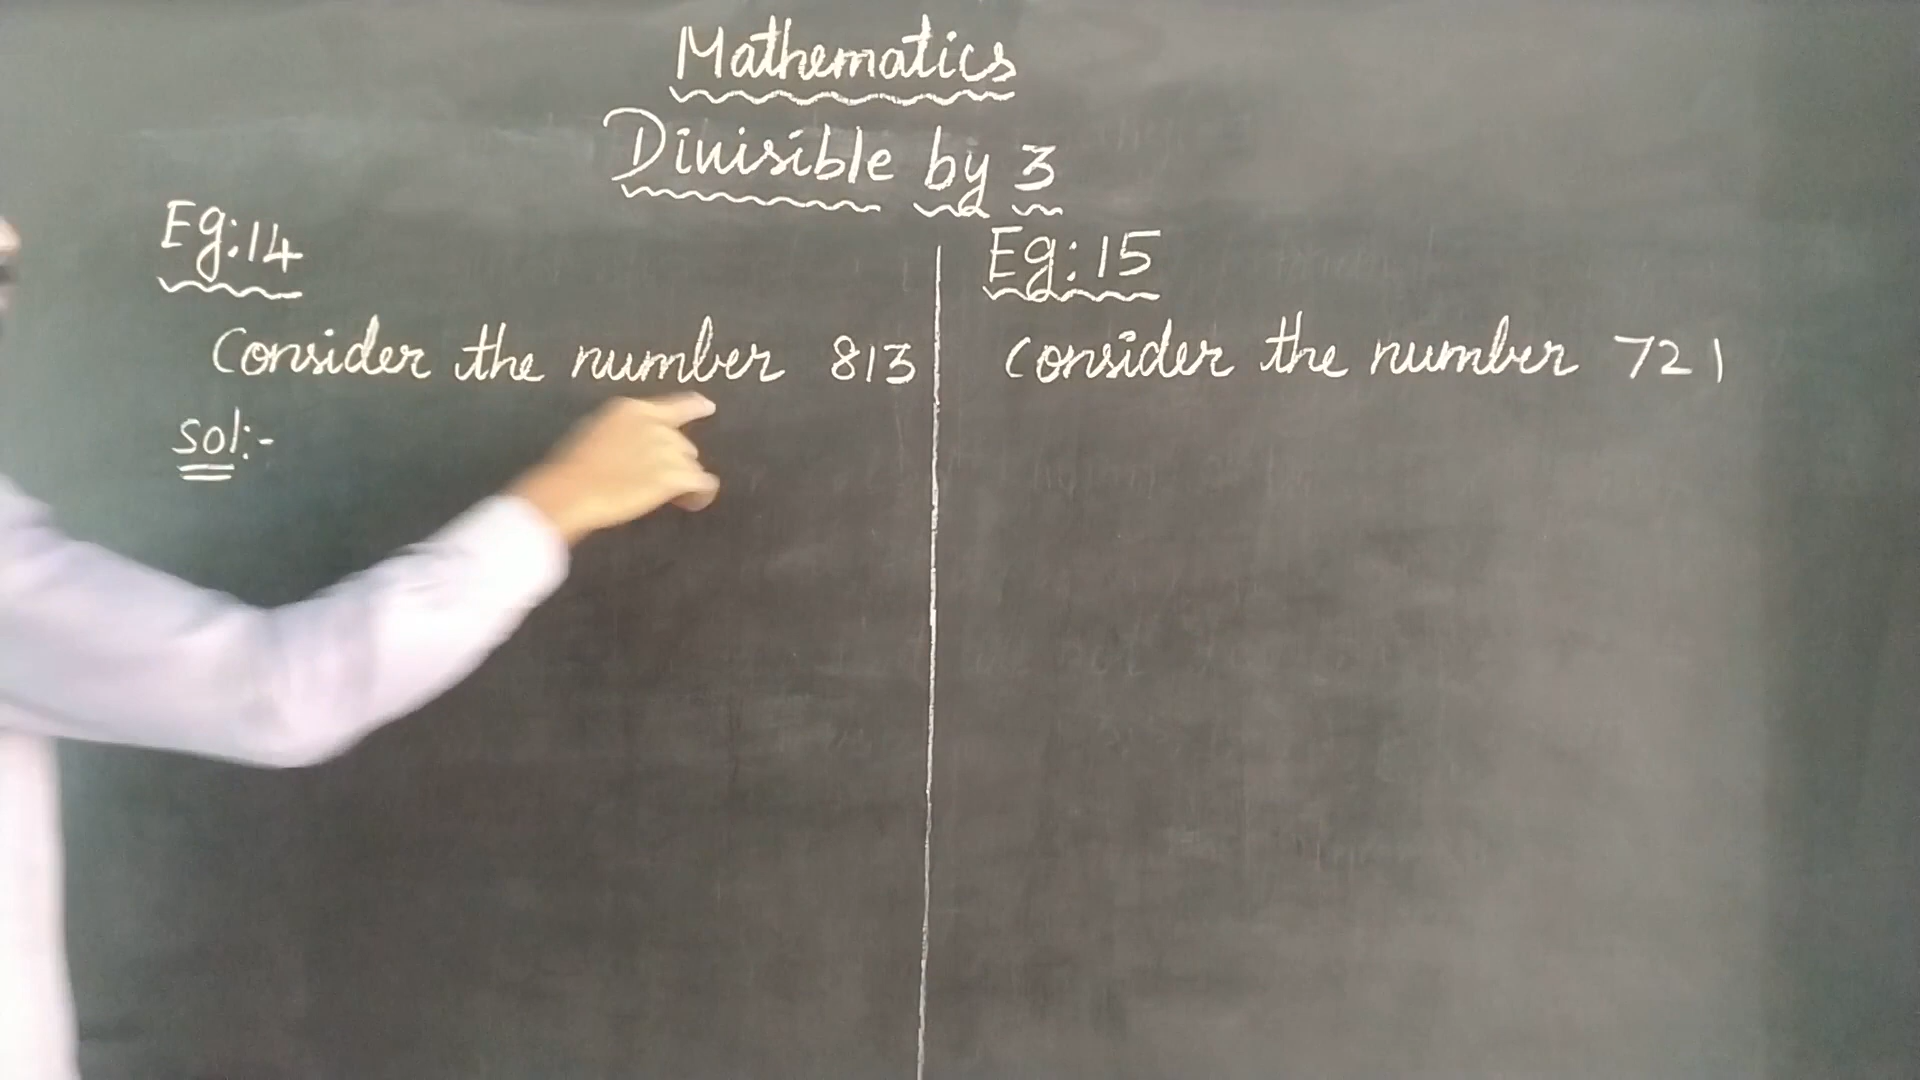 Mathematics
Divisible by 3
Eg:14
Consider the number 813
Sol:-
Eg:15
Consider the number 721